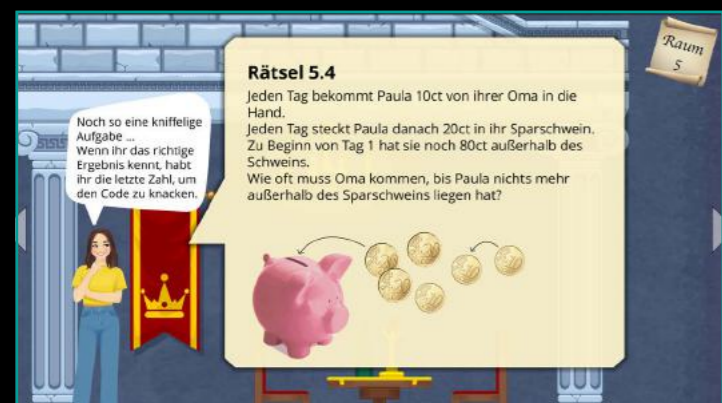 Raum
5
Rätsel 5.4
Jeden Tag bekommt Paula 10ct von ihrer Oma in die
Hand.
Jeden Tag steckt Paula danach 20ct in ihr Sparschwein.
Zu Beginn von Tag 1 hat sie noch 80ct außerhalb des
Schweins.
Wie oft muss Oma kommen, bis Paula nichts mehr
außerhalb des Sparschweins liegen hat?
Noch so eine kniffelige
Aufgabe ...
Wenn ihr das richtige
Ergebnis kennt, habt
ihr die letzte Zahl, um
den Code zu knacken.